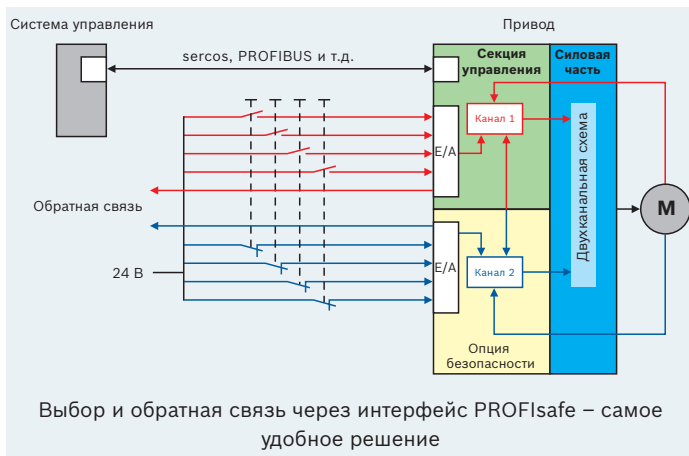 Система управления
Привод
sercos, PROFIBUS и т.д.
Секция
управления
Силовая
часть
E/A
Канал 1
Двухканальная схема
M
Обратная связь
24 В
E/A
Канал 2
Опция
безопасности
Выбор и обратная связь через интерфейс PROFIsafe – самое
удобное решение